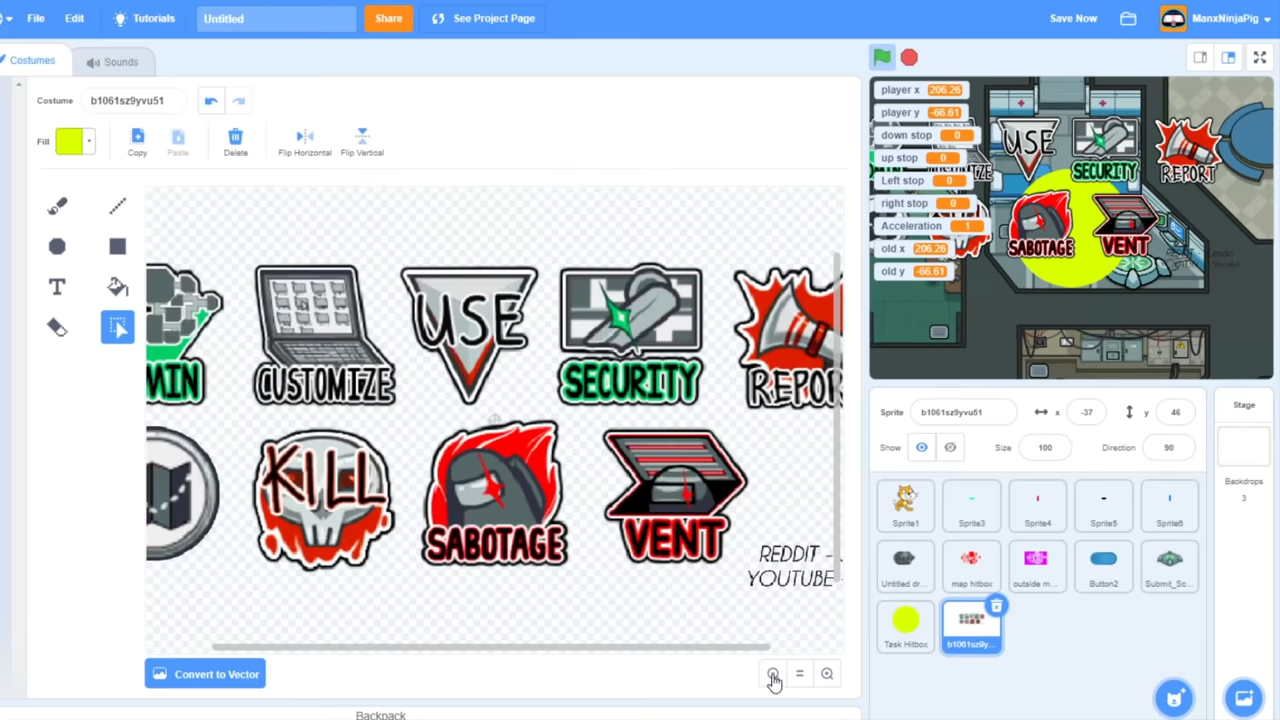 File Edit Tutorials Untitled Share See Project Page Save Now ManxNinjaPig
Costumes Sounds
Costume b1061sz9yvu51
Fill Copy Paste Delete Flip Horizontal Flip Vertical
MIN CUSTOMIZE USE SECURITY REPOR
KILL SABOTAGE VENT
REDDIT -
YOUTUBE
Convert to Vector
Backpack
player x 206.26
player y -66.61
down stop 0
up stop 0
Left stop 0
right stop 0
Acceleration 1
old x 206.26
old y -66.61
USE SECURITY REPORT
SABOTAGE VENT
Sprite b1061sz9yvu51 x -37 y 46
Show Size 100 Direction 90
Stage
Backdrops
3
Sprite1 Sprite3 Sprite4 Sprite5 Sprite6
Untitled dr... map hitbox outside m... Button2 Submit_Sc...
Task Hitbox b1061sz9y...